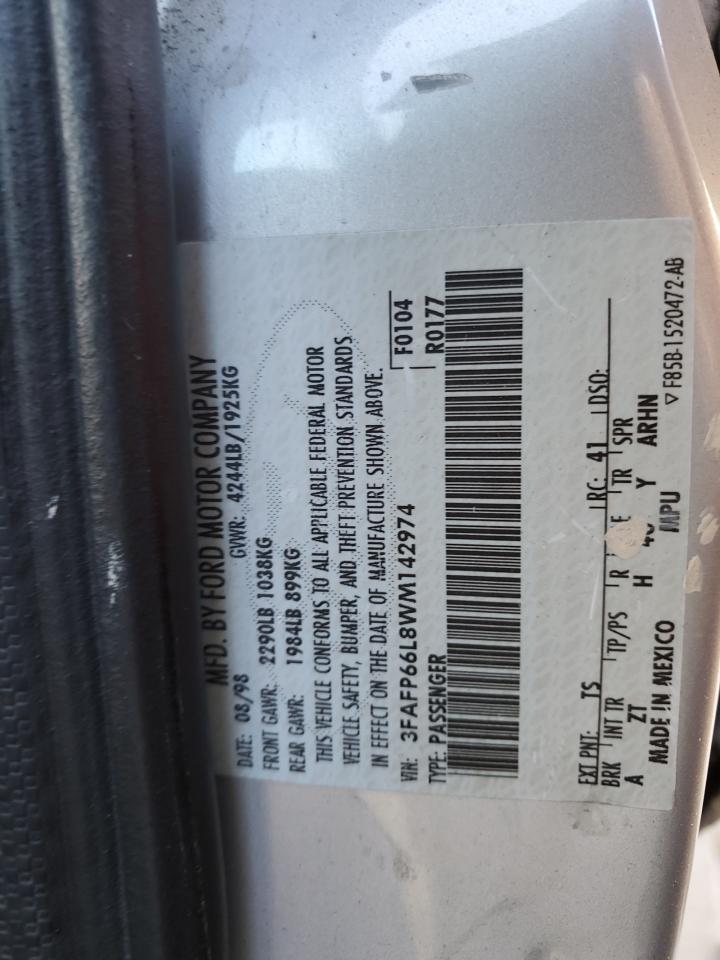 MFD. BY FORD MOTOR COMPANY
DATE: 08/98 GVWR: 4244LB/1925KG
FRONT GAWR: 2290LB 1038KG
REAR GAWR: 1984LB 899KG
THIS VEHICLE CONFORMS TO ALL APPLICABLE FEDERAL MOTOR
VEHICLE SAFETY, BUMPER, AND THEFT PREVENTION STANDARDS
IN EFFECT ON THE DATE OF MANUFACTURE SHOWN ABOVE.
VIN: 3FAFP66L8WM142974 F0104
TYPE: PASSENGER R0177
EXT PNT: TS RC: 41 DSO:
BRK INT TR TP/PS R E TR SPR
A ZT H Y ARHN
MADE IN MEXICO MPU ▽ F85B-1520472-AB